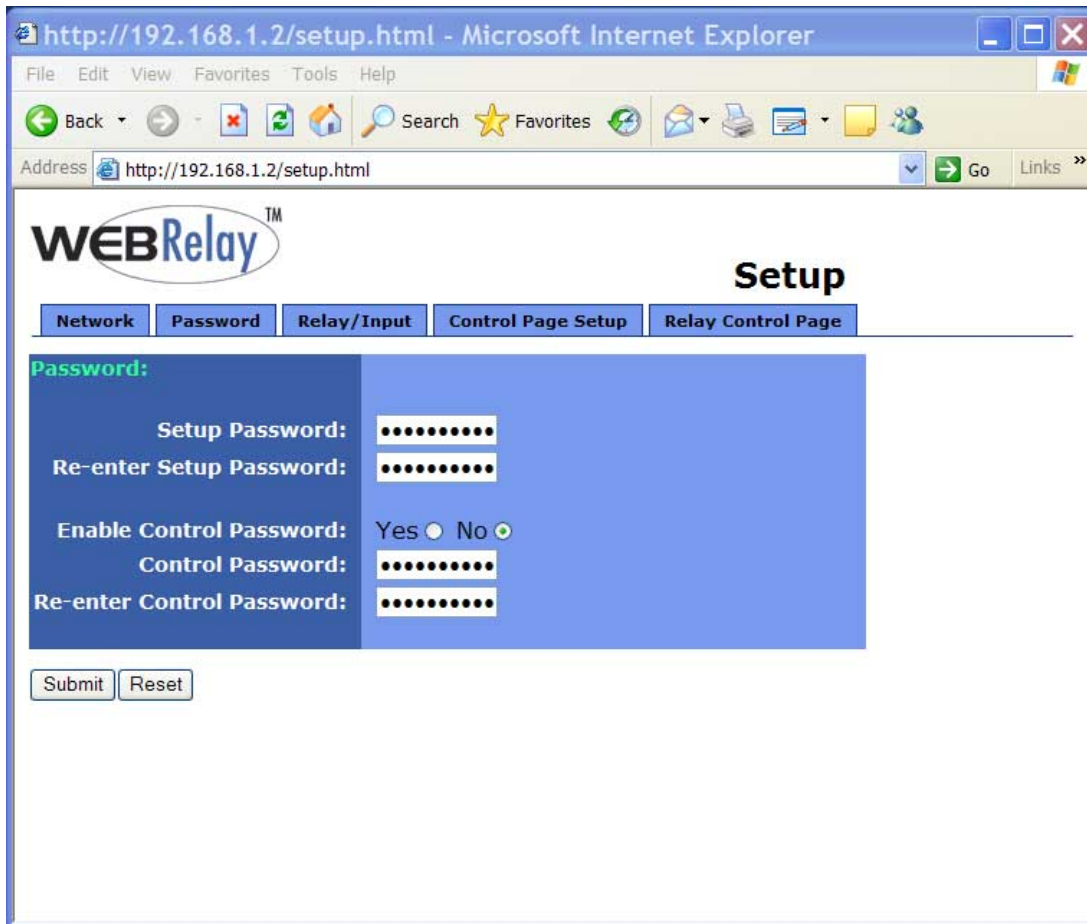 http://192.168.1.2/setup.html - Microsoft Internet Explorer
File Edit View Favorites Tools Help
Back Search Favorites
Address http://192.168.1.2/setup.html Go Links »
WEBRelay™
Setup
Network Password Relay/Input Control Page Setup Relay Control Page
Password:
Setup Password: ••••••••••
Re-enter Setup Password: ••••••••••
Enable Control Password: Yes No
Control Password: ••••••••••
Re-enter Control Password: ••••••••••
Submit Reset